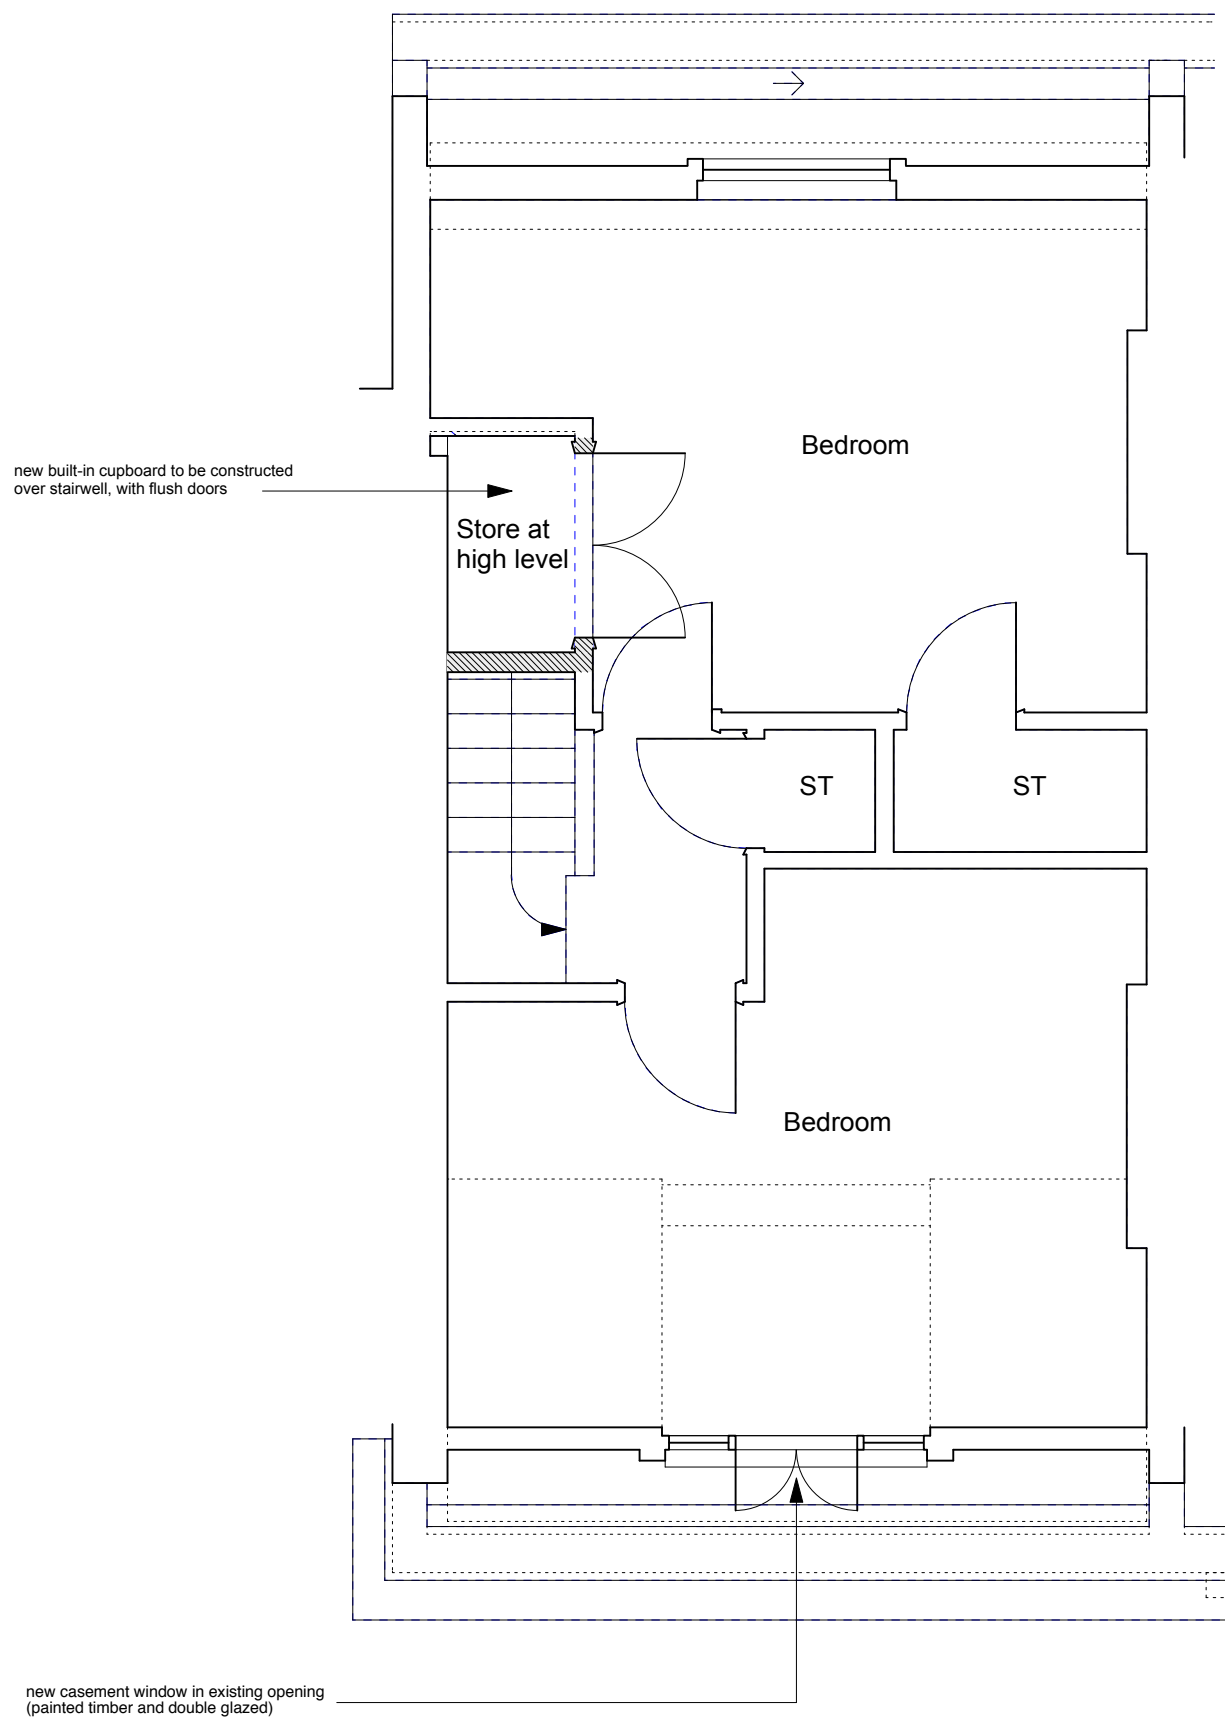 Bedroom
new built-in cupboard to be constructed
over stairwell, with flush doors
Store at
high level
ST
ST
Bedroom
new casement window in existing opening
(painted timber and double glazed)